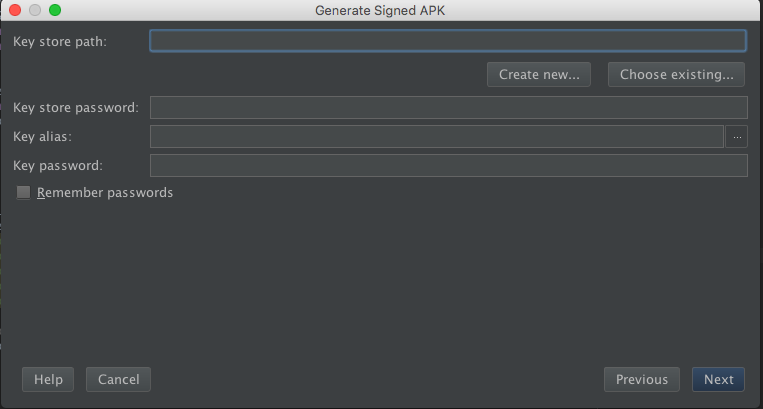 Generate Signed APK
Key store path:
Create new... Choose existing...
Key store password:
Key alias: ...
Key password:
Remember passwords
Help Cancel Previous Next